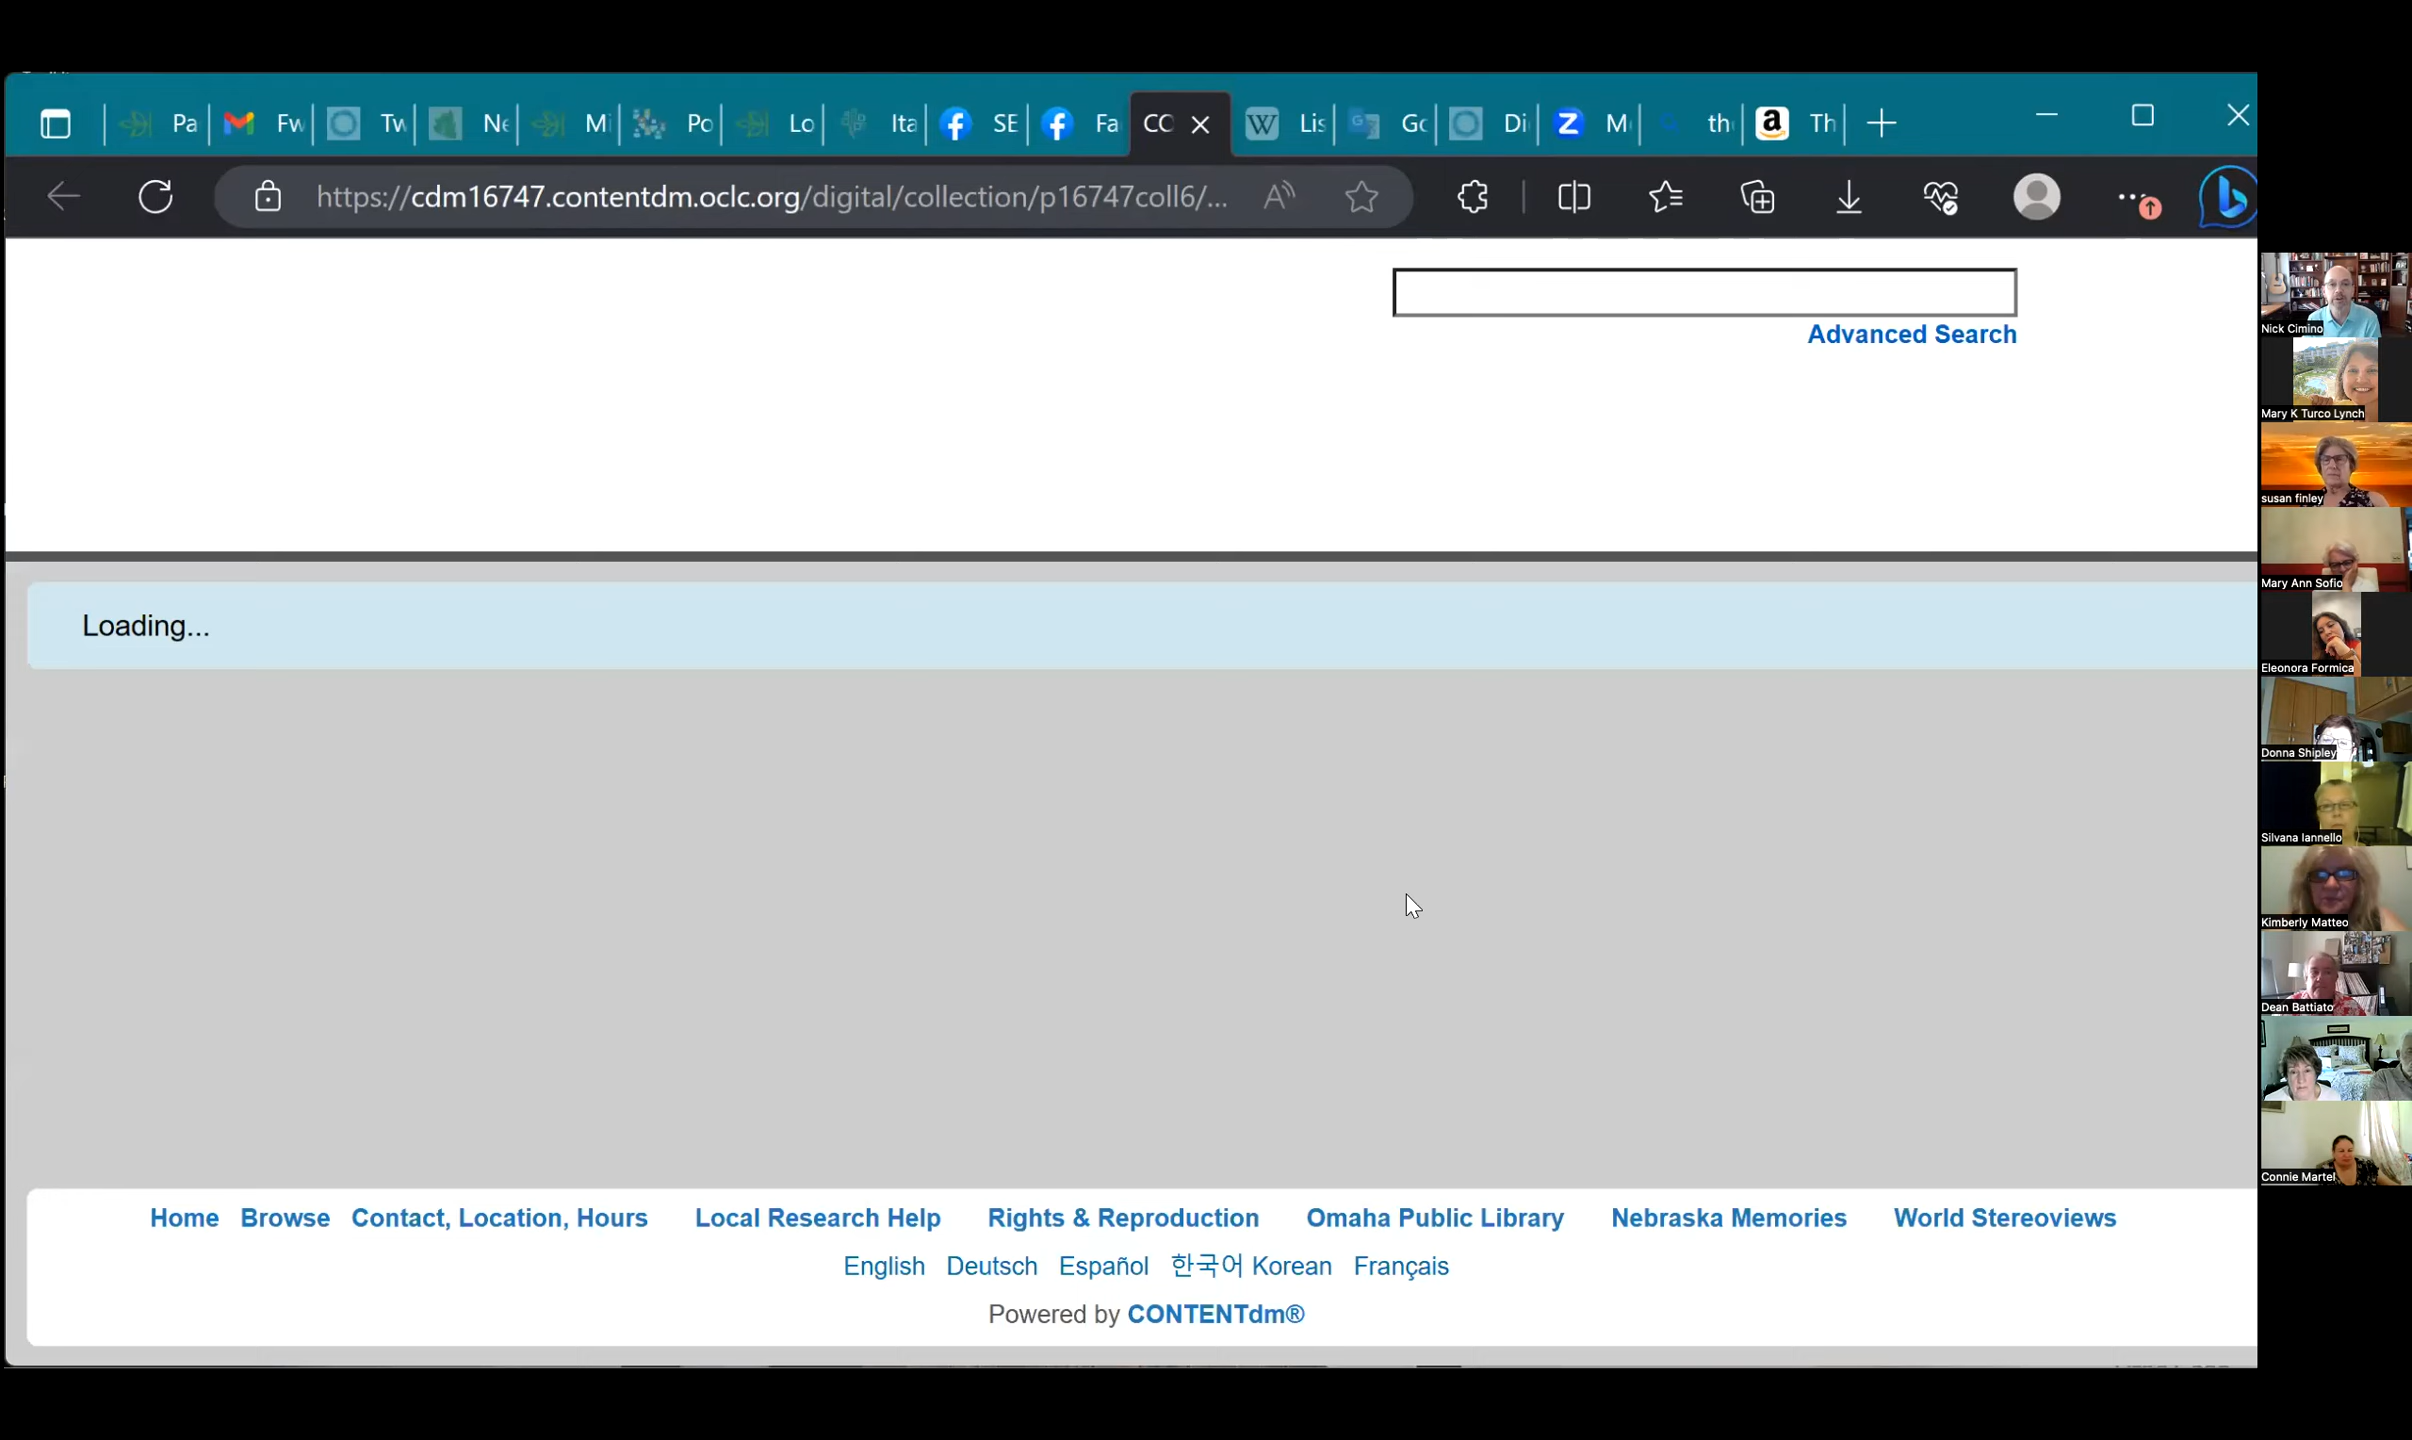 Pa
Fw
Tw
Ne
Mi
Po
Lo
Ita
SE
Fa
CO
W
Lis
Go
Di
Z
M
th
a
Th
https://cdm16747.contentdm.oclc.org/digital/collection/p16747coll6/...
Advanced Search
Loading...
Home Browse Contact, Location, Hours Local Research Help Rights & Reproduction Omaha Public Library Nebraska Memories World Stereoviews
English Deutsch Español 한국어 Korean Français
Powered by CONTENTdm®
Nick Cimino
Mary K Turco Lynch
susan finley
Mary Ann Sofio
Eleonora Formica
Donna Shipley
Silvana Iannello
Kimberly Matteo
Dean Battiato
Connie Martel